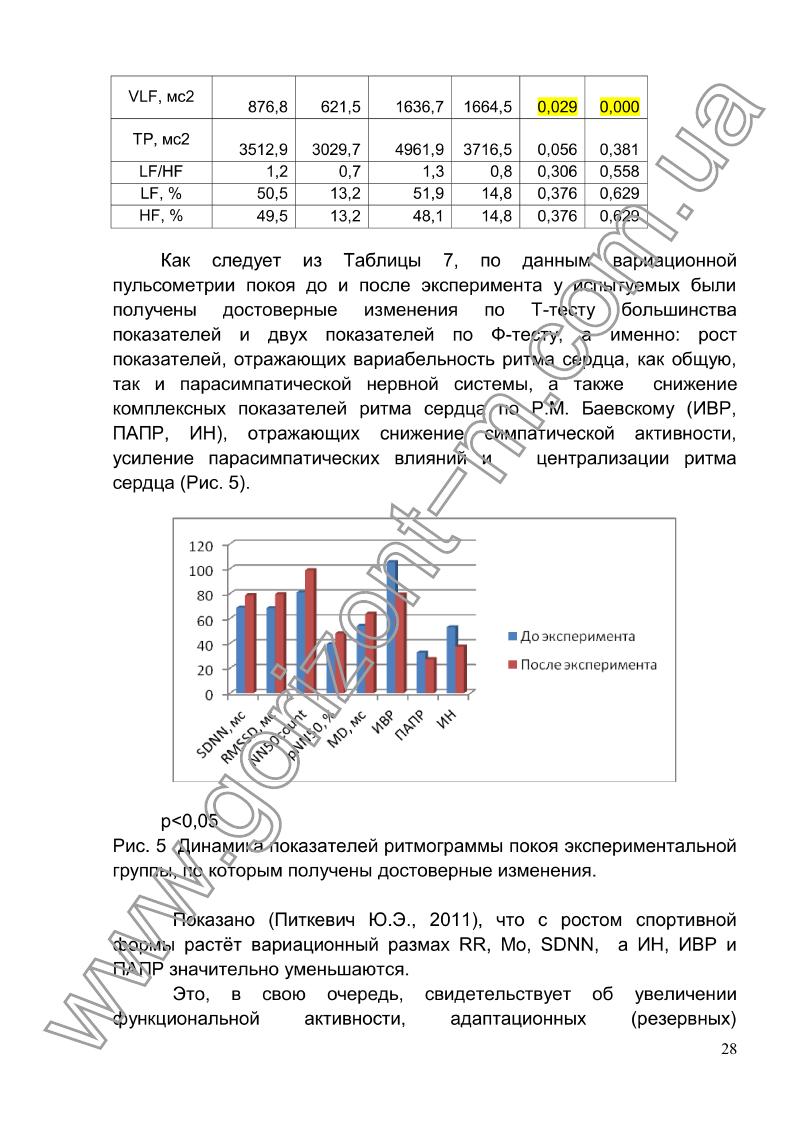 VLF, мс2 876,8 621,5 1636,7 1664,5 0,029 0,000
TP, мс2 3512,9 3029,7 4961,9 3716,5 0,056 0,381
LF/HF 1,2 0,7 1,3 0,8 0,306 0,558
LF, % 50,5 13,2 51,9 14,8 0,376 0,629
HF, % 49,5 13,2 48,1 14,8 0,376 0,629
Как следует из Таблицы 7, по данным вариационной
пульсометрии покоя до и после эксперимента у испытуемых были
получены достоверные изменения по Т-тесту большинства
показателей и двух показателей по Ф-тесту, а именно: рост
показателей, отражающих вариабельность ритма сердца, как общую,
так и парасимпатической нервной системы, а также снижение
комплексных показателей ритма сердца по Р.М. Баевскому (ИВР,
ПАПР, ИН), отражающих снижение симпатической активности,
усиление парасимпатических влияний и централизации ритма
сердца (Рис. 5).
120
100
80
60
40
20
0
SDNN, мс
RMSSD, мс
NN50count
pNN50, %
MD, мс
ИВР
ПАПР
ИН
До эксперимента
После эксперимента
p<0,05
Рис. 5 Динамика показателей ритмограммы покоя экспериментальной
группы, по которым получены достоверные изменения.
Показано (Питкевич Ю.Э., 2011), что с ростом спортивной
формы растёт вариационный размах RR, Mo, SDNN, а ИН, ИВР и
ПАПР значительно уменьшаются.
Это, в свою очередь, свидетельствует об увеличении
функциональной активности, адаптационных (резервных)
28
www.gorizont-m.com.ua